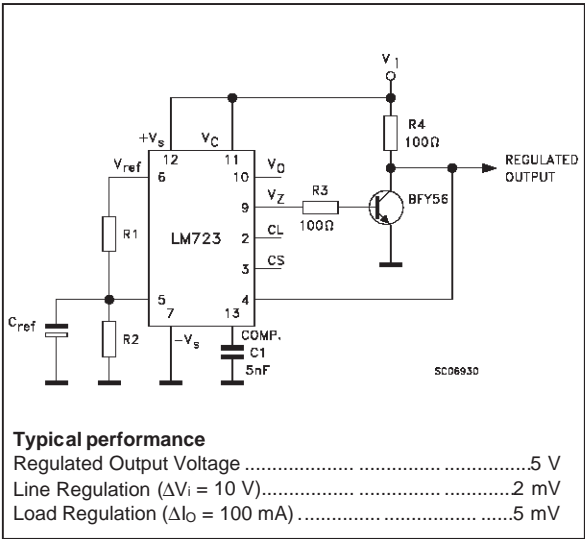 V1
R4
100Ω
+Vs
VC
12
11
REGULATED
OUTPUT
Vref
6
10
VO
R3
BFY56
9
VZ
100Ω
R1
LM723
2
CL
3
CS
5
4
7
13
Cref
R2
-Vs
COMP.
C1
5nF
SC06930
Typical performance
Regulated Output Voltage ................... ................... ..............5 V
Line Regulation (ΔVi = 10 V)................... ................... ......2 mV
Load Regulation (ΔIO = 100 mA) ................... ................... ......5 mV